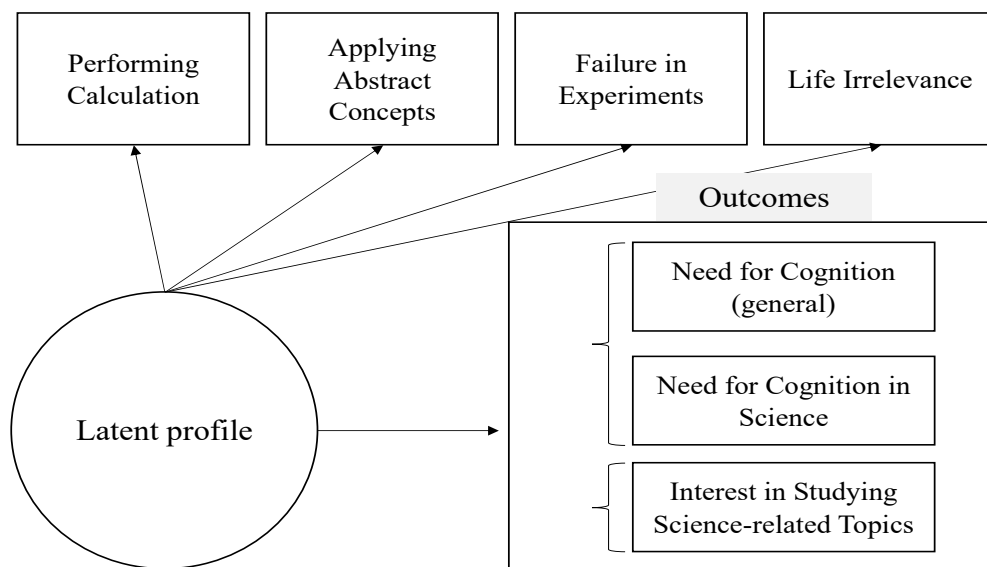 Performing
Calculation
Applying
Abstract
Concepts
Failure in
Experiments
Life Irrelevance
Outcomes
Need for Cognition
(general)
Need for Cognition in
Science
Interest in Studying
Science-related Topics
Latent profile